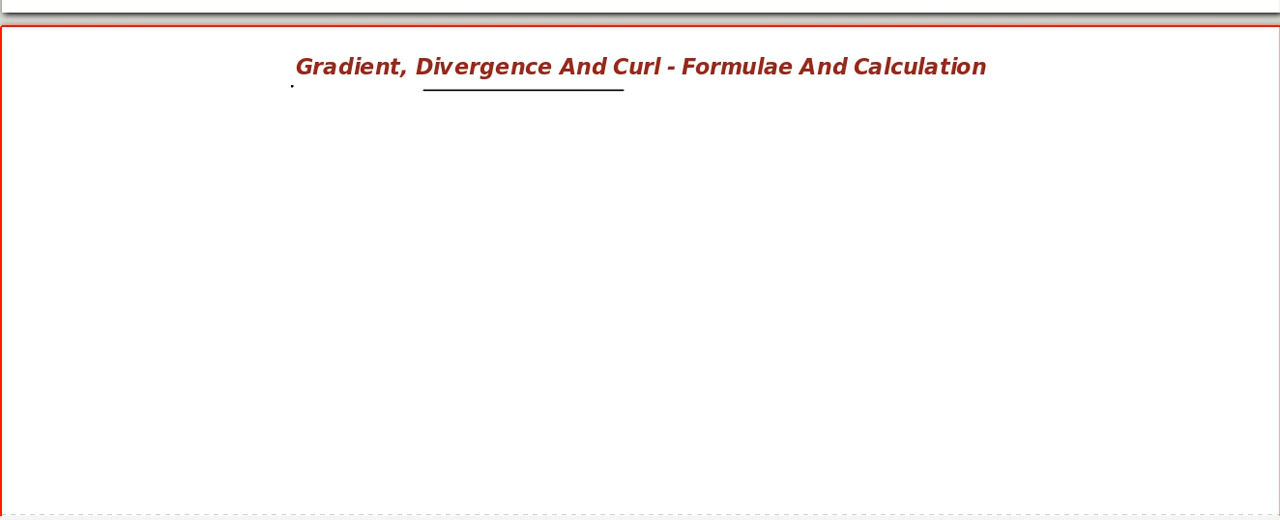 Gradient, Divergence And Curl - Formulae And Calculation